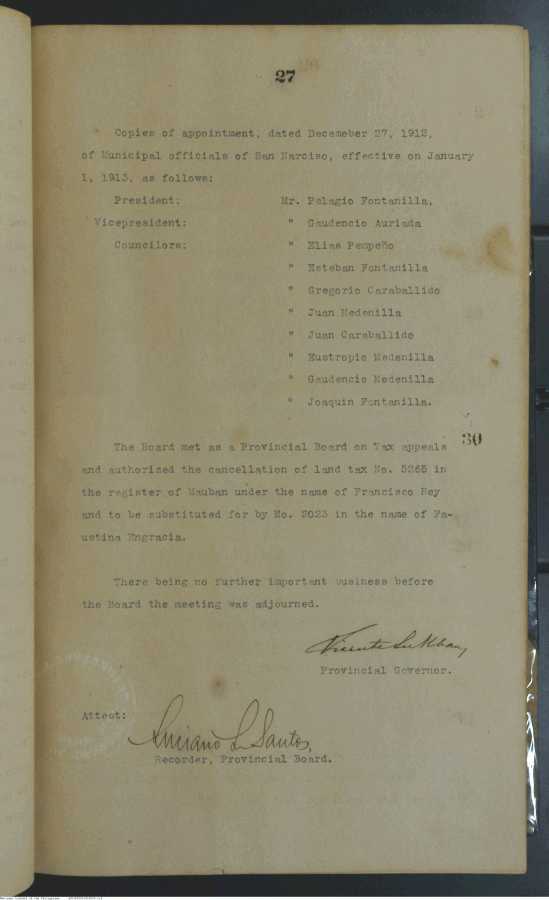 27
Copies of appointment, dated Decemeber 27, 1912,
of Municipal officials of San Narciso, effective on January
1, 1913, as follows:
President: Mr. Pelagio Fontanilla,
Vicepresident: " Gaudencio Auriada
Councilors: " Elias Pempeño
" Esteban Fontanilla
" Gregorio Caraballido
" Juan Medenilla
" Juan Caraballido
" Eustropio Medenilla
" Gaudencio Medenilla
" Joaquin Fontanilla.
30
The Board met as a Provincial Board on Tax appeals
and authorized the cancellation of land tax No. 5265 in
the register of Mauban under the name of Francisco Rey
and to be substituted for by No. 2023 in the name of Fa-
ustina Engracia.
There being no further important business before
the Board the meeting was adjourned.
Vicente Lukban,
Provincial Governor.
Attest:
Luciano L. Santos,
Recorder, Provincial Board.